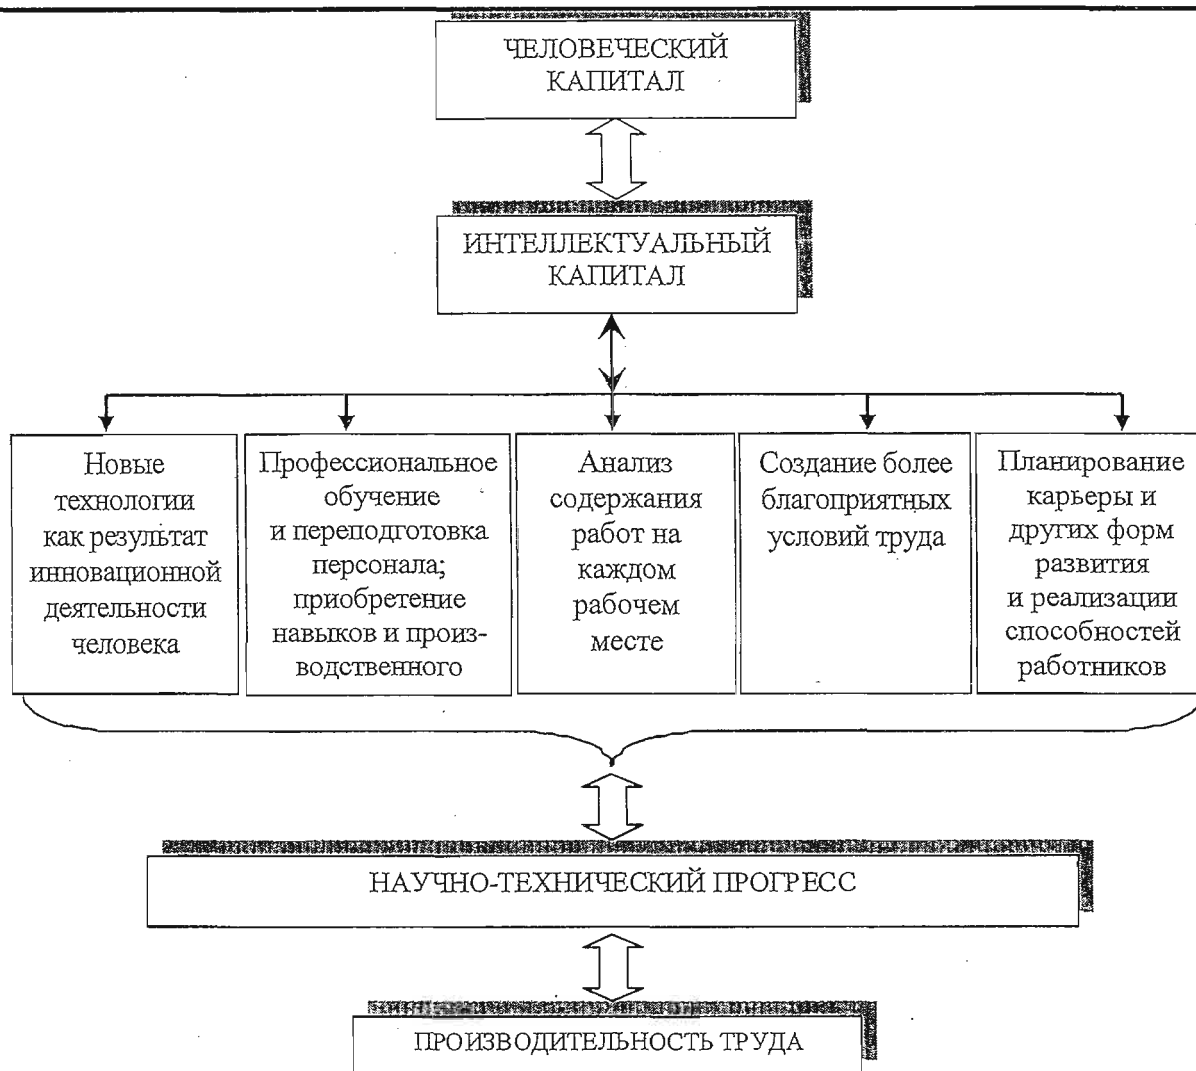 ЧЕЛОВЕЧЕСКИЙ
КАПИТАЛ
ИНТЕЛЛЕКТУАЛЬНЫЙ
КАПИТАЛ
Новые
технологии
как результат
инновационной
деятельности
человека
Профессиональное
обучение
и переподготовка
персонала;
приобретение
навыков и произ-
водственного
Анализ
содержания
работ на
каждом
рабочем
месте
Создание более
благоприятных
условий труда
Планирование
карьеры и
других форм
развития
и реализации
способностей
работников
НАУЧНО-ТЕХНИЧЕСКИЙ ПРОГРЕСС
ПРОИЗВОДИТЕЛЬНОСТЬ ТРУДА